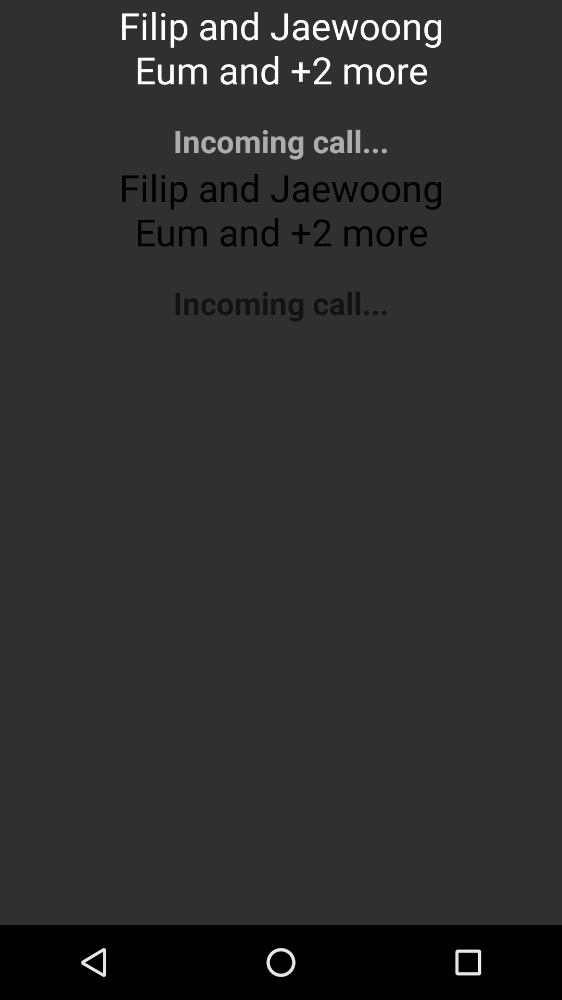 Filip and Jaewoong
Eum and +2 more
Incoming call...
Filip and Jaewoong
Eum and +2 more
Incoming call...